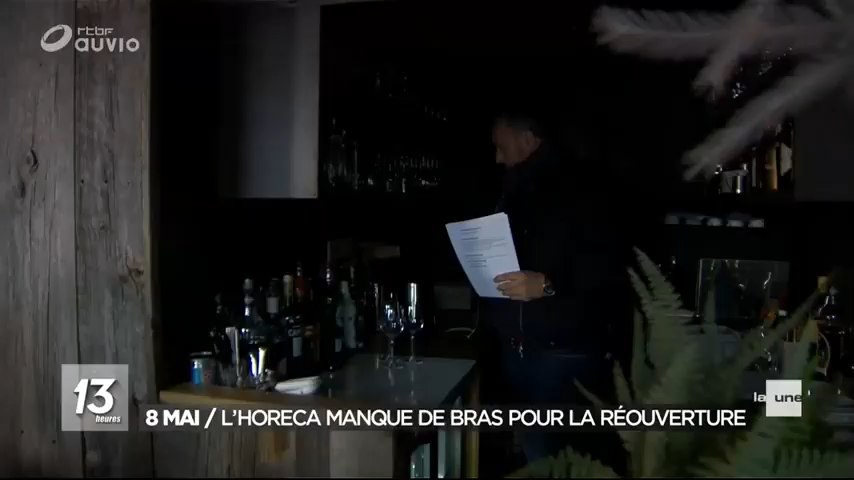 rtbf
auvio
13
heures
8 MAI / L'HORECA MANQUE DE BRAS POUR LA RÉOUVERTURE
la une